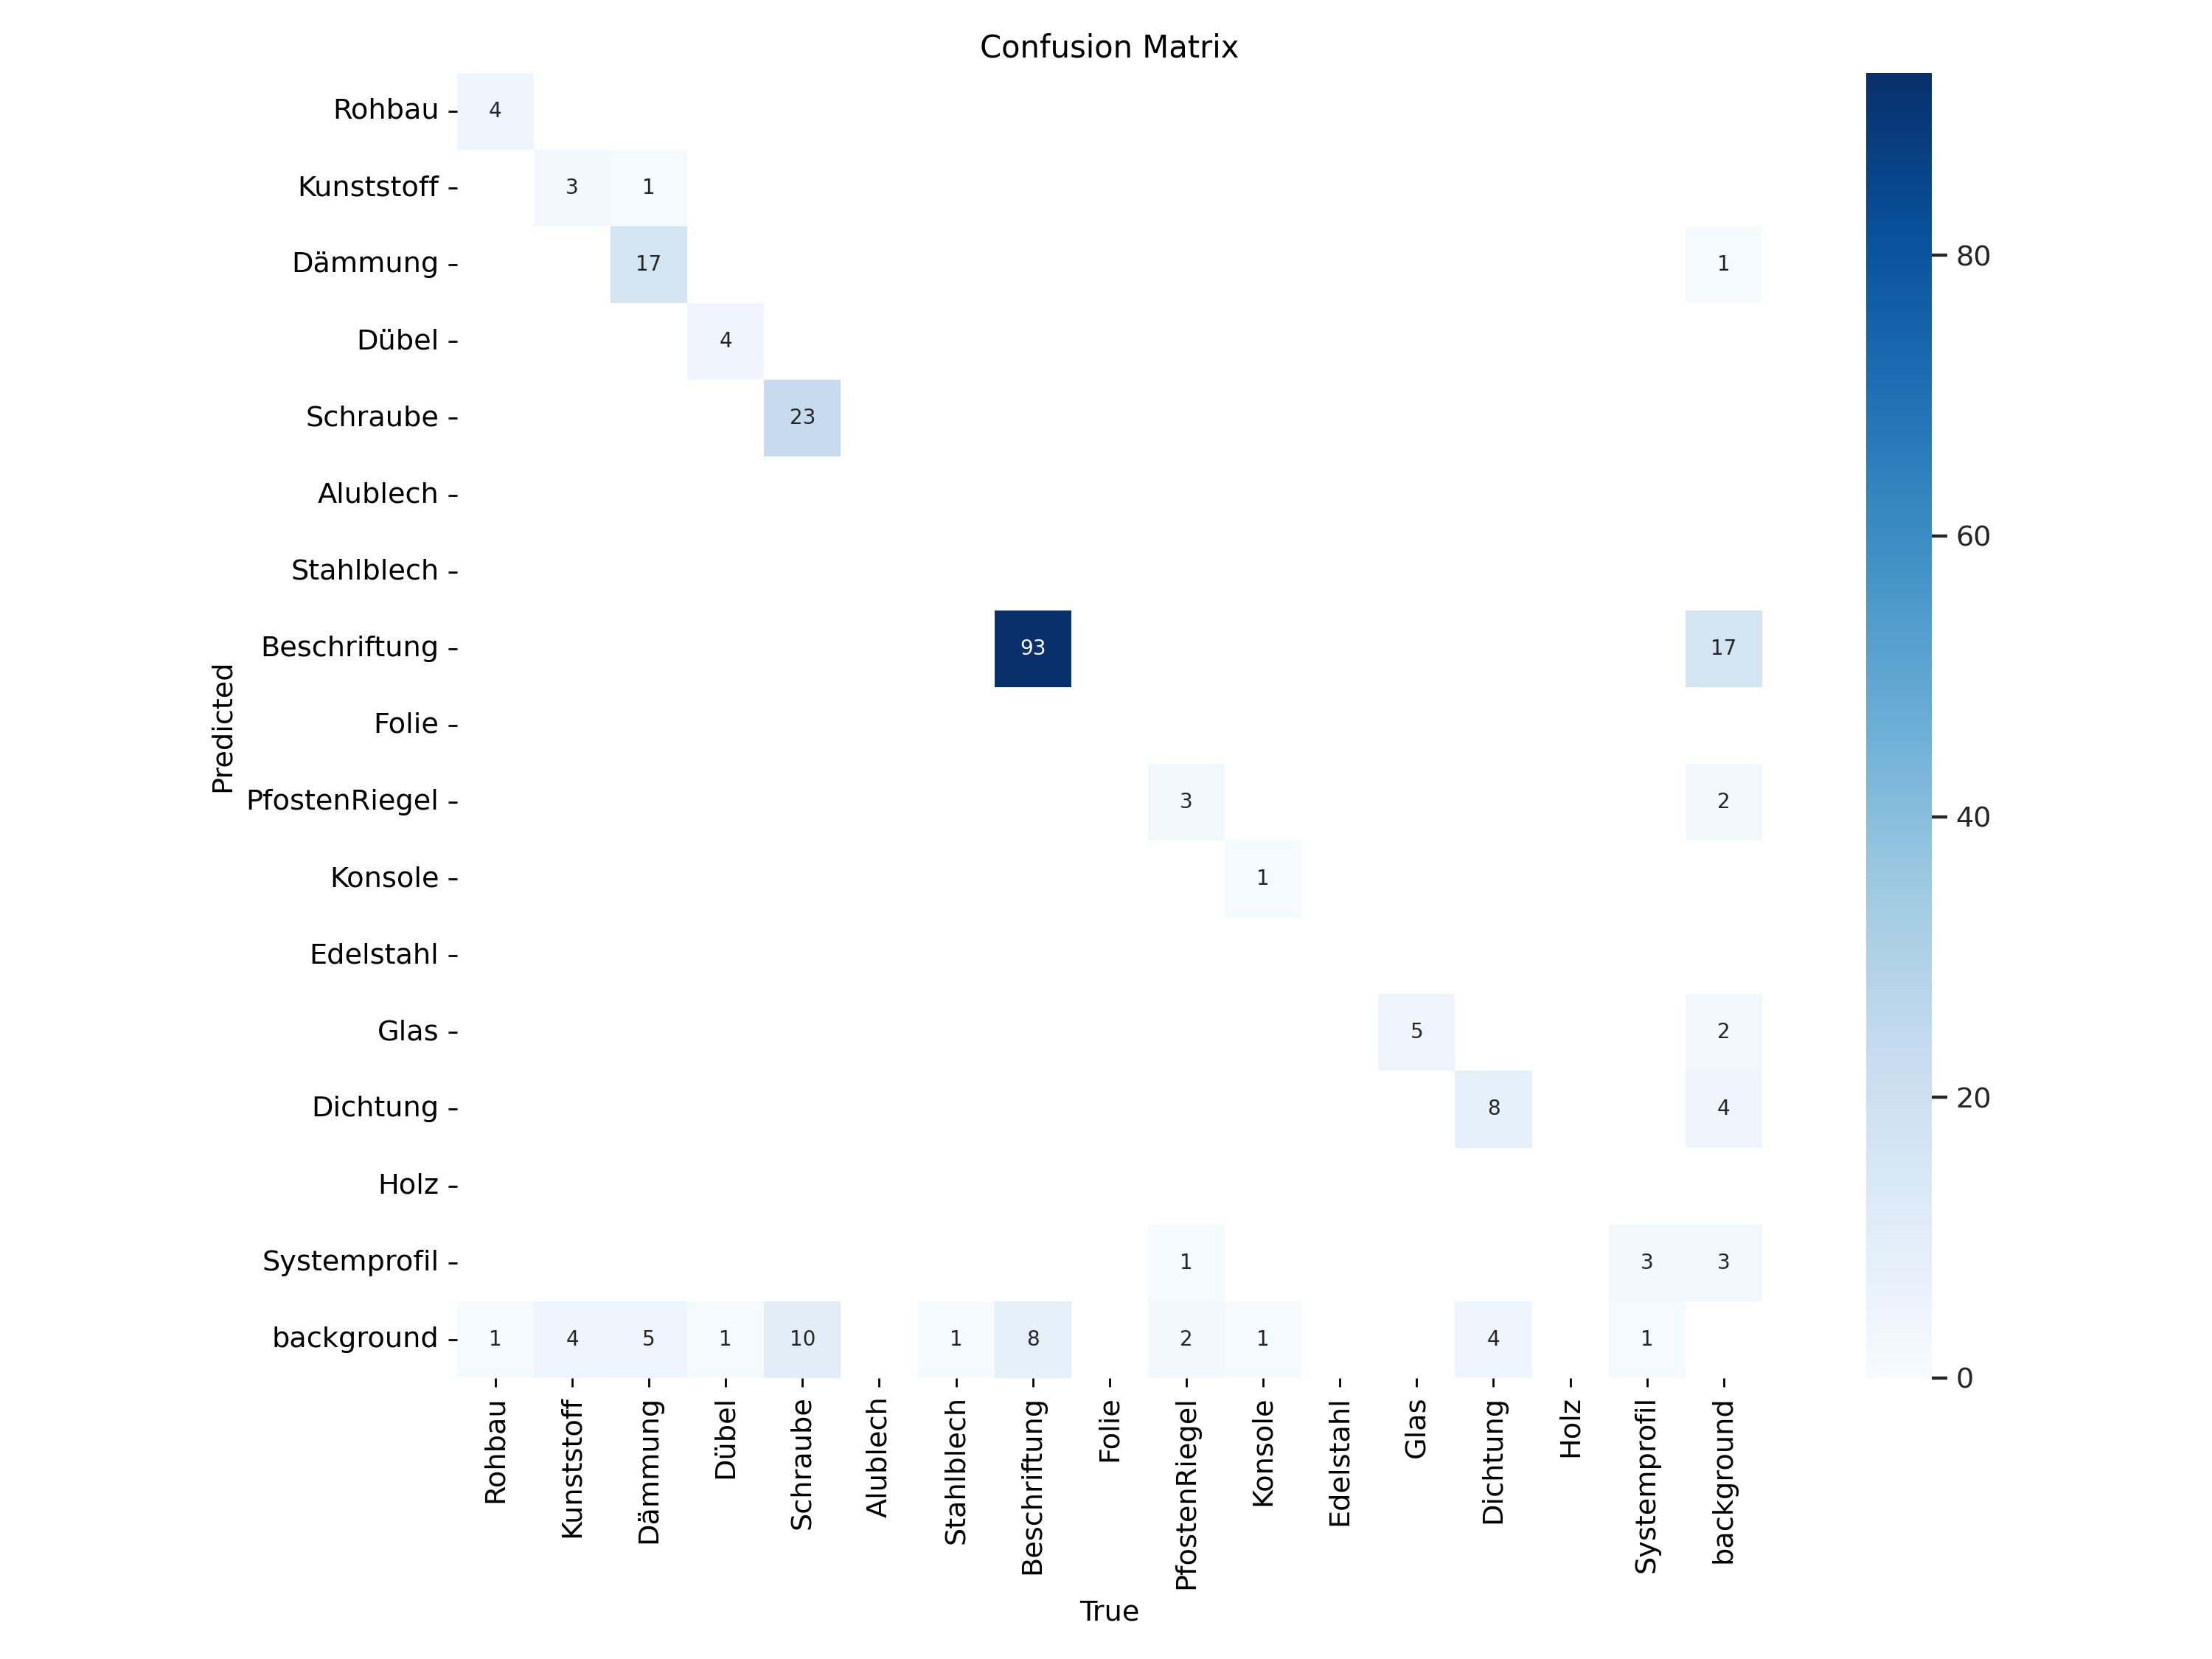 Confusion Matrix
Predicted
Rohbau 4
Kunststoff 3 1
Dämmung 17 1
Dübel 4
Schraube 23
Alublech
Stahlblech
Beschriftung 93 17
Folie
PfostenRiegel 3 2
Konsole 1
Edelstahl
Glas 5 2
Dichtung 8 4
Holz
Systemprofil 1 3 3
background 1 4 5 1 10 1 8 2 1 4 1
Rohbau Kunststoff Dämmung Dübel Schraube Alublech Stahlblech Beschriftung Folie PfostenRiegel Konsole Edelstahl Glas Dichtung Holz Systemprofil background
True
80
60
40
20
0